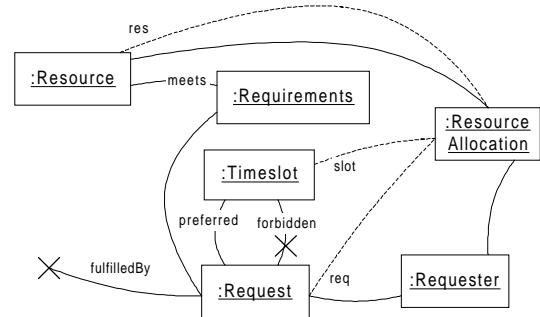 res
:Resource
meets
:Requirements
:Resource
Allocation
:Timeslot
slot
preferred
forbidden
fulfilledBy
:Request
req
:Requester